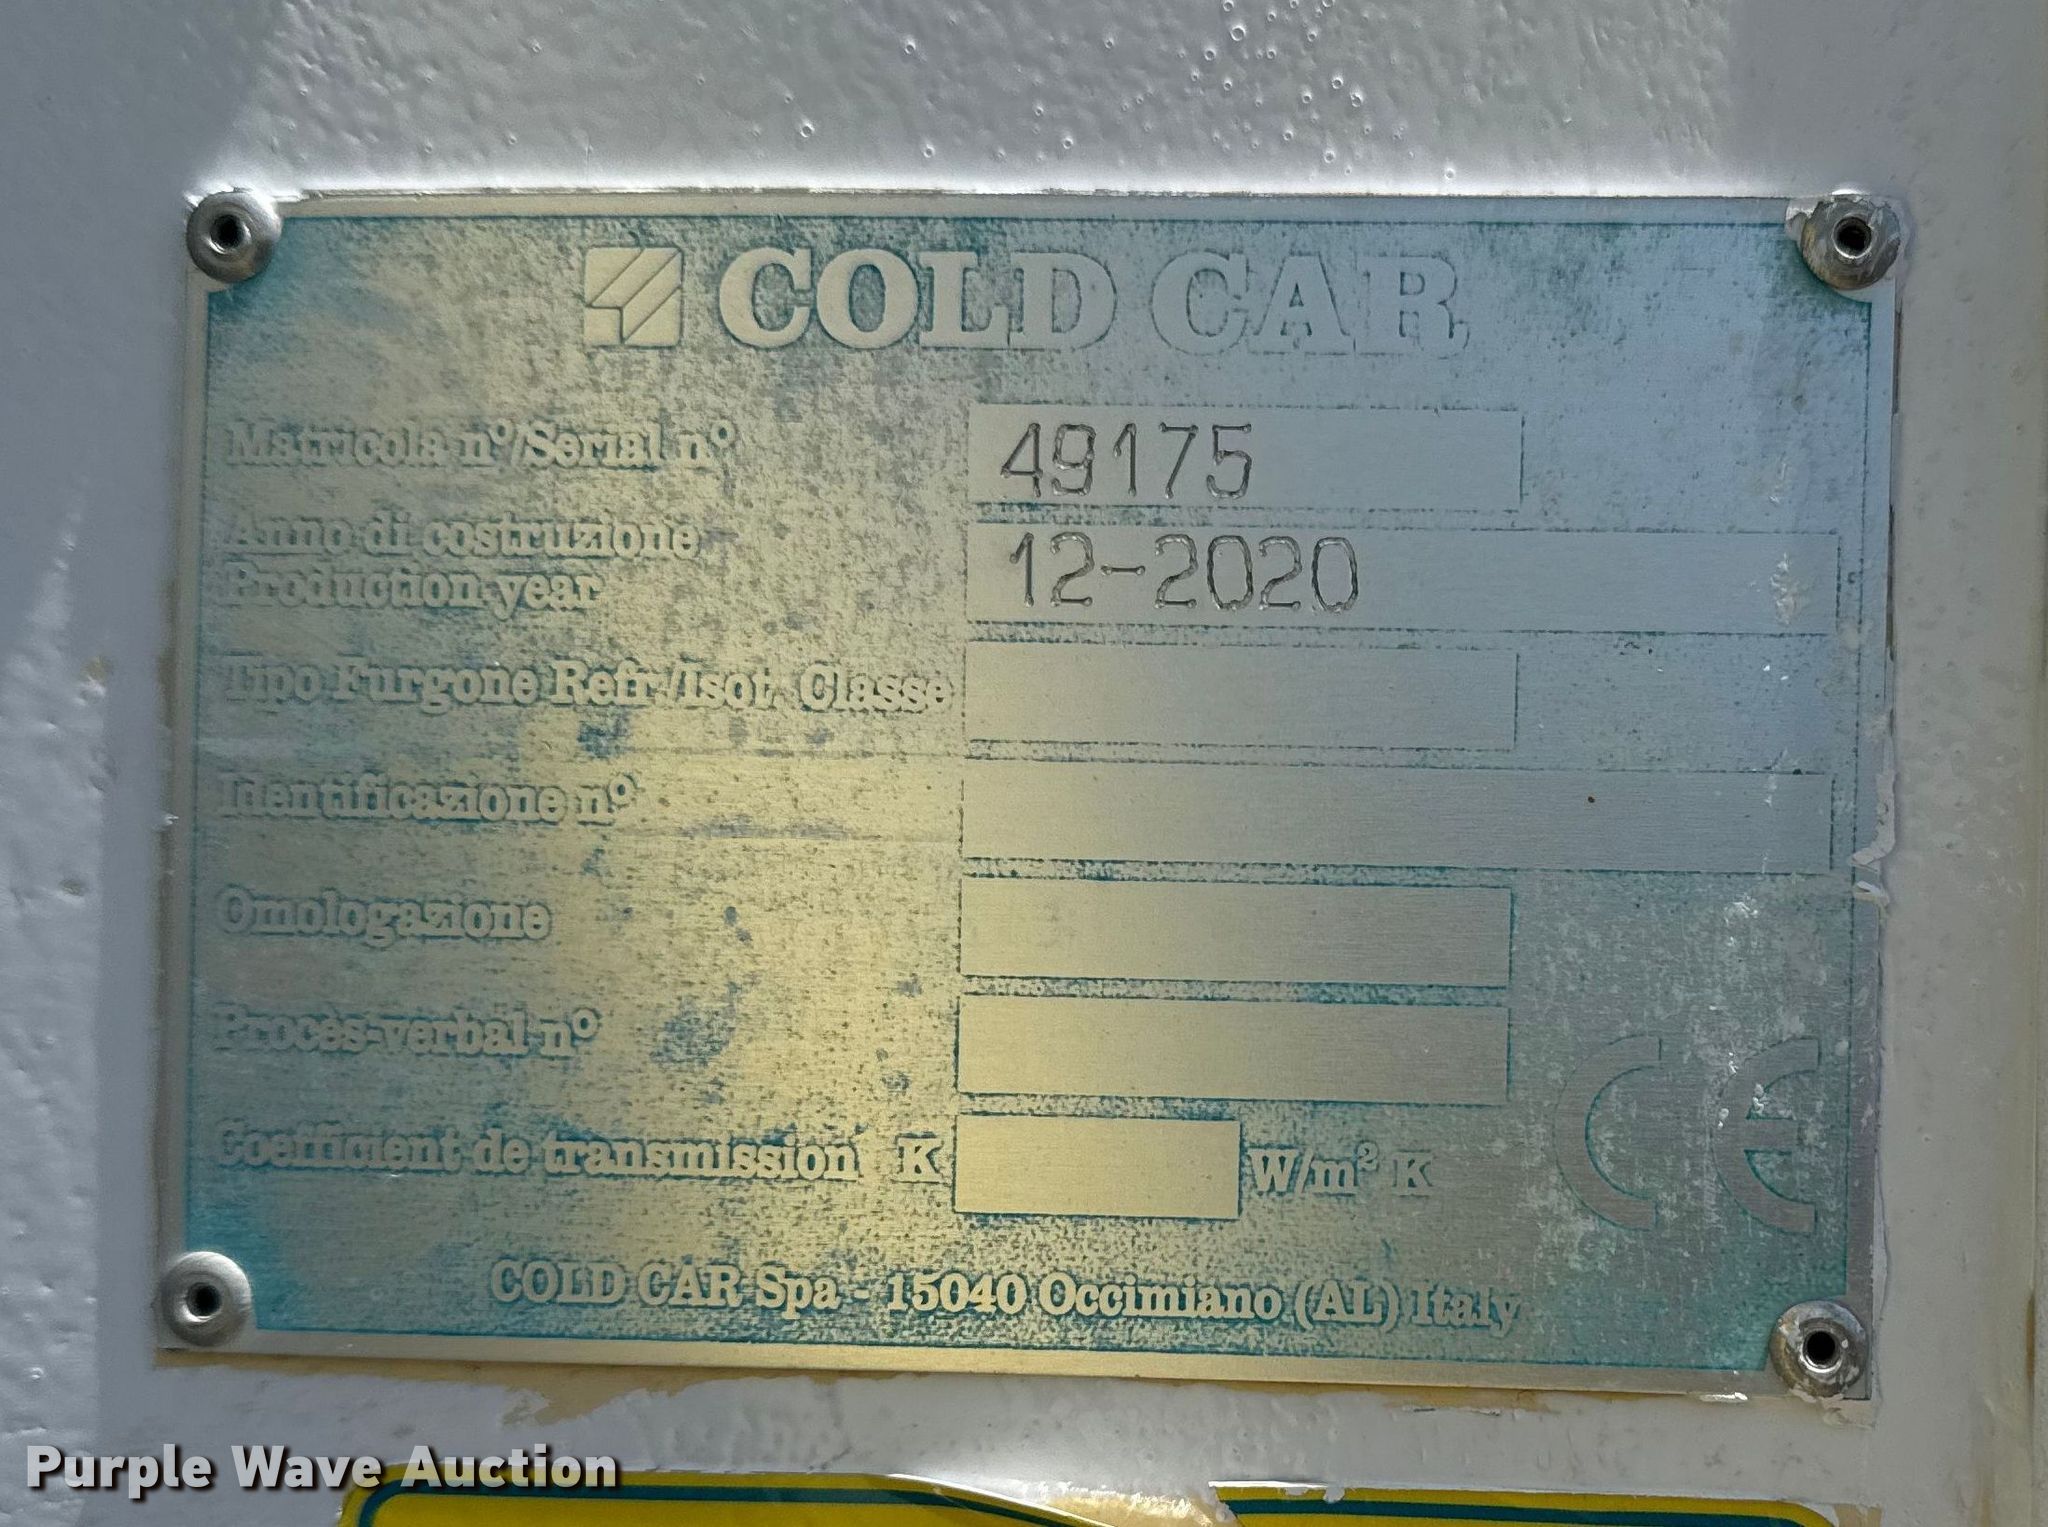 COLD CAR
Matricola n°/Serial n° 49175
Anno di costruzione
Production year 12-2020
Tipo Furgone Refr./Isot. Classe
Identificazione n°
Omologazione
Procès-verbal n°
Coefficient de transmission K W/m² K
CE
COLD CAR Spa - 15040 Occimiano (AL) Italy
Purple Wave Auction